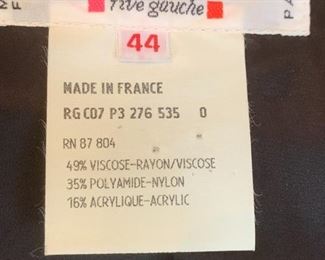 rive gauche
PA
44
MADE IN FRANCE
RG C07 P3 276 535 0
RN 87 804
49% VISCOSE-RAYON/VISCOSE
35% POLYAMIDE-NYLON
16% ACRYLIQUE-ACRYLIC